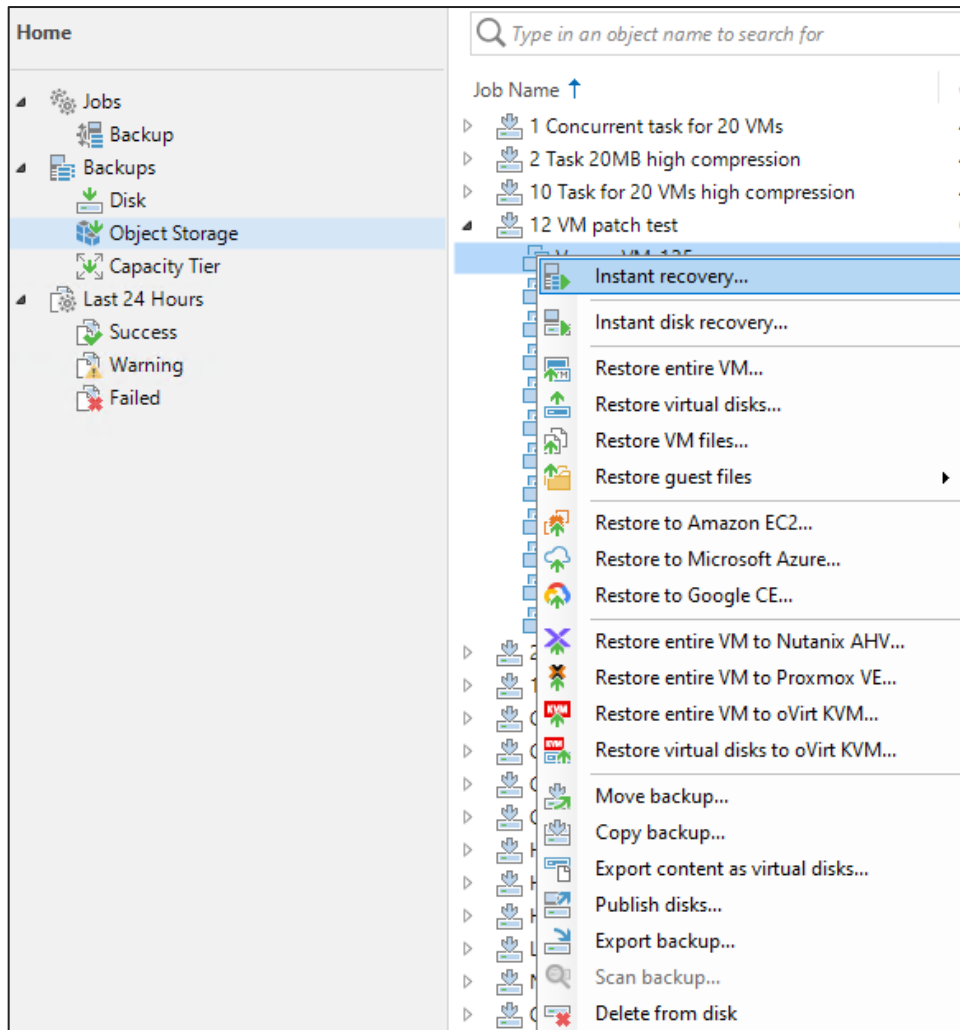 Home
Jobs
Backup
Backups
Disk
Object Storage
Capacity Tier
Last 24 Hours
Success
Warning
Failed
Type in an object name to search for
Job Name
1 Concurrent task for 20 VMs
2 Task 20MB high compression
10 Task for 20 VMs high compression
12 VM patch test
Instant recovery...
Instant disk recovery...
Restore entire VM...
Restore virtual disks...
Restore VM files...
Restore guest files
Restore to Amazon EC2...
Restore to Microsoft Azure...
Restore to Google CE...
Restore entire VM to Nutanix AHV...
Restore entire VM to Proxmox VE...
Restore entire VM to oVirt KVM...
Restore virtual disks to oVirt KVM...
Move backup...
Copy backup...
Export content as virtual disks...
Publish disks...
Export backup...
Scan backup...
Delete from disk